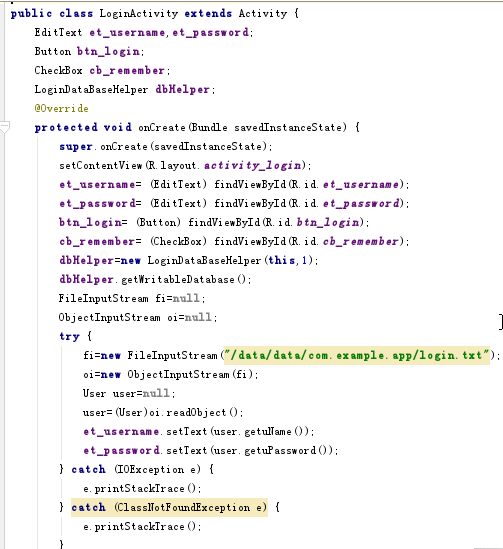 public class LoginActivity extends Activity {
EditText et_username,et_password;
Button btn_login;
CheckBox cb_remember;
LoginDataBaseHelper dbHelper;
@Override
protected void onCreate(Bundle savedInstanceState) {
super.onCreate(savedInstanceState);
setContentView(R.layout.activity_login);
et_username= (EditText) findViewById(R.id.et_username);
et_password= (EditText) findViewById(R.id.et_password);
btn_login= (Button) findViewById(R.id.btn_login);
cb_remember= (CheckBox) findViewById(R.id.cb_remember);
dbHelper=new LoginDataBaseHelper(this,1);
dbHelper.getWritableDatabase();
FileInputStream fi=null;
ObjectInputStream oi=null;
try {
fi=new FileInputStream("/data/data/com.example.app/login.txt");
oi=new ObjectInputStream(fi);
User user=null;
user=(User)oi.readObject();
et_username.setText(user.getuName());
et_password.setText(user.getuPassword());
} catch (IOException e) {
e.printStackTrace();
} catch (ClassNotFoundException e) {
e.printStackTrace();
}